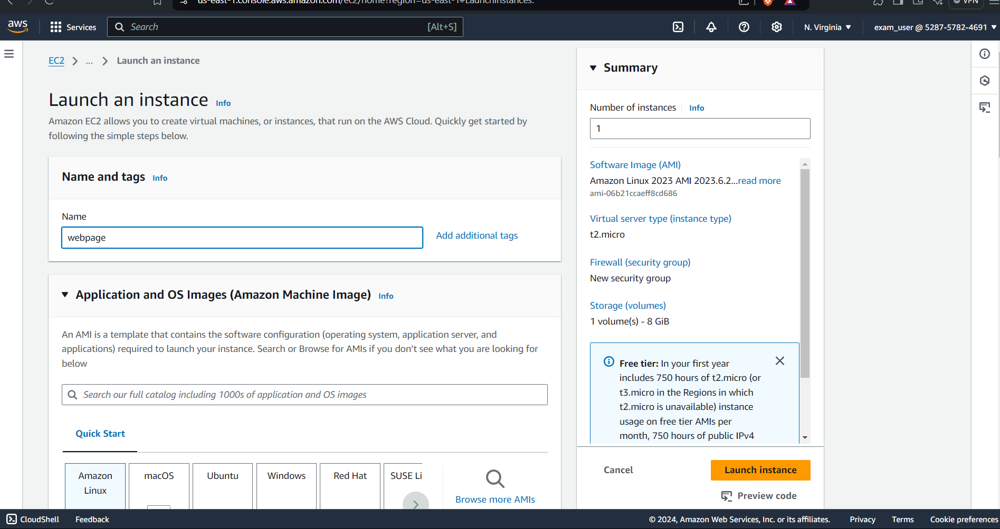 us-east-1.console.aws.amazon.com/ec2/home?region=us-east-1#LaunchInstances:
VPN
aws
Services
Search
[Alt+S]
N. Virginia
exam_user @ 5287-5782-4691
EC2
...
Launch an instance
Launch an instance
Info
Amazon EC2 allows you to create virtual machines, or instances, that run on the AWS Cloud. Quickly get started by
following the simple steps below.
Name and tags
Info
Name
webpage
Add additional tags
Application and OS Images (Amazon Machine Image)
Info
An AMI is a template that contains the software configuration (operating system, application server, and
applications) required to launch your instance. Search or Browse for AMIs if you don’t see what you are looking for
below
Search our full catalog including 1000s of application and OS images
Quick Start
Amazon
Linux
macOS
Ubuntu
Windows
Red Hat
SUSE Li
Browse more AMIs
Summary
Number of instances
Info
1
Software Image (AMI)
Amazon Linux 2023 AMI 2023.6.2...read more
ami-06b21ccaeff8cd686
Virtual server type (instance type)
t2.micro
Firewall (security group)
New security group
Storage (volumes)
1 volume(s) - 8 GiB
Free tier: In your first year
includes 750 hours of t2.micro (or
t3.micro in the Regions in which
t2.micro is unavailable) instance
usage on free tier AMIs per
month, 750 hours of public IPv4
Cancel
Launch instance
Preview code
CloudShell
Feedback
© 2024, Amazon Web Services, Inc. or its affiliates.
Privacy
Terms
Cookie preferences